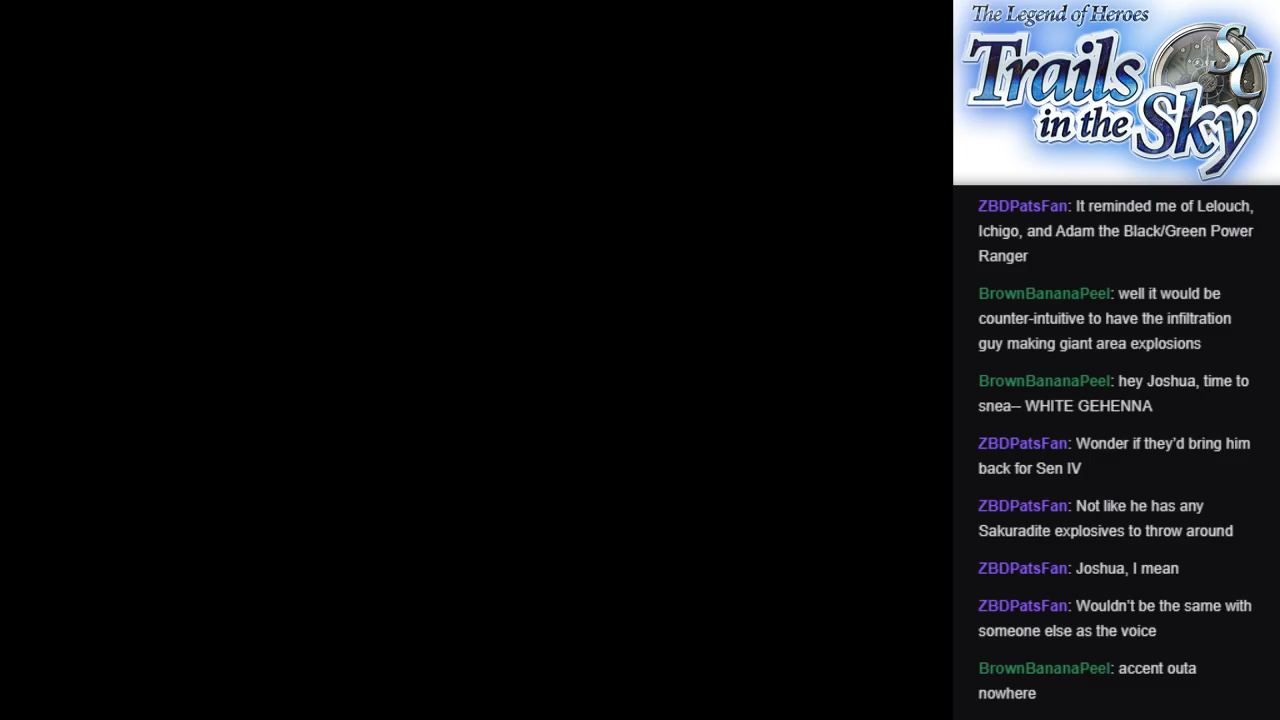 The Legend of Heroes
Trails
SC
in the Sky
ZBDPatsFan: It reminded me of Lelouch,
Ichigo, and Adam the Black/Green Power
Ranger
BrownBananaPeel: well it would be
counter-intuitive to have the infiltration
guy making giant area explosions
BrownBananaPeel: hey Joshua, time to
snea-- WHITE GEHENNA
ZBDPatsFan: Wonder if they'd bring him
back for Sen IV
ZBDPatsFan: Not like he has any
Sakuradite explosives to throw around
ZBDPatsFan: Joshua, I mean
ZBDPatsFan: Wouldn't be the same with
someone else as the voice
BrownBananaPeel: accent outa
nowhere